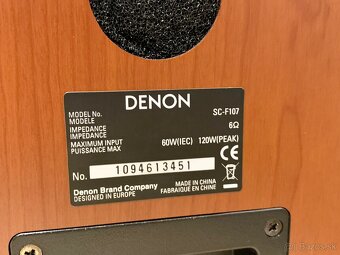 DENON
MODEL No. SC-F107
MODELE
IMPEDANCE 6Ω
IMPEDANCE
MAXIMUM INPUT 60W(IEC) 120W(PEAK)
PUISSANCE MAX
No. 1094613451
CE
Denon Brand Company MADE IN CHINA
DESIGNED IN EUROPE FABRIQUE EN CHINE